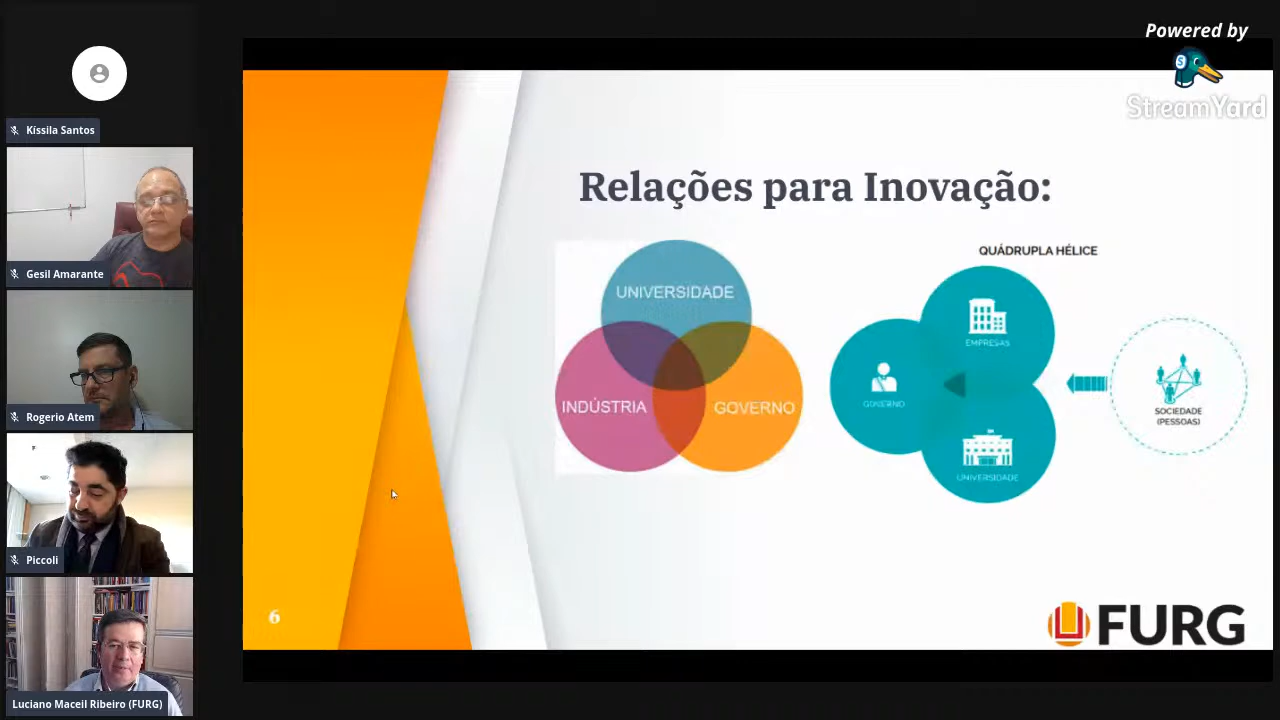 Powered by
StreamYard
Kíssila Santos
Gesil Amarante
Rogerio Atem
Piccoli
Luciano Maceil Ribeiro (FURG)
Relações para Inovação:
UNIVERSIDADE
INDÚSTRIA
GOVERNO
QUÁDRUPLA HÉLICE
EMPRESAS
GOVERNO
UNIVERSIDADE
SOCIEDADE
(PESSOAS)
6
FURG